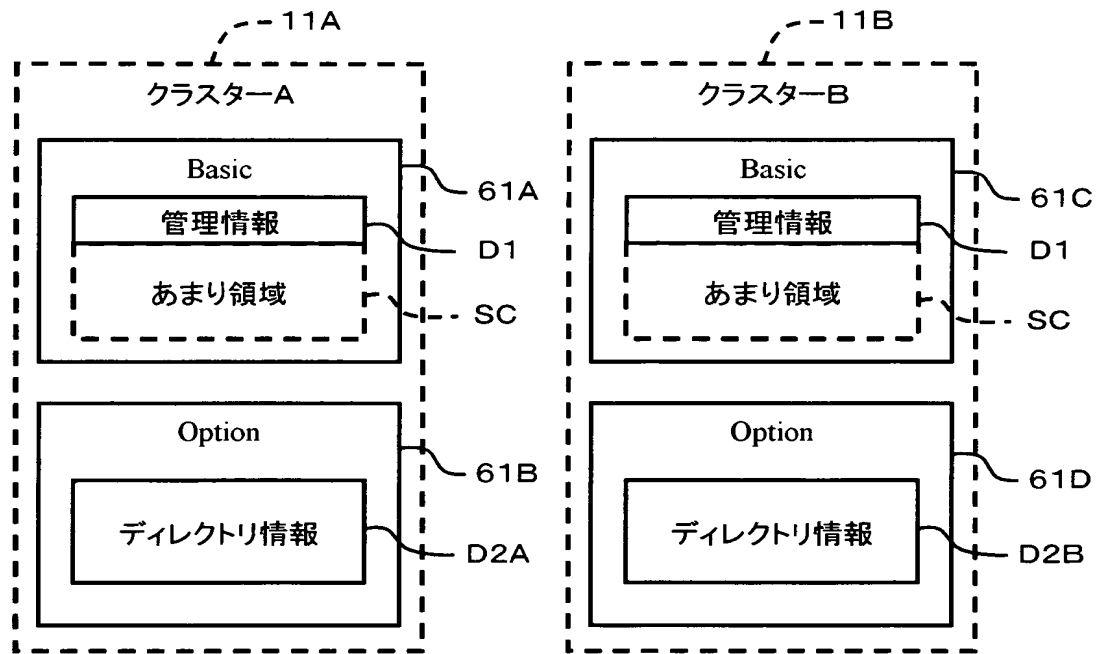 11A
クラスターA
Basic
61A
管理情報
D1
あまり領域
SC
Option
61B
ディレクトリ情報
D2A
11B
クラスターB
Basic
61C
管理情報
D1
あまり領域
SC
Option
61D
ディレクトリ情報
D2B